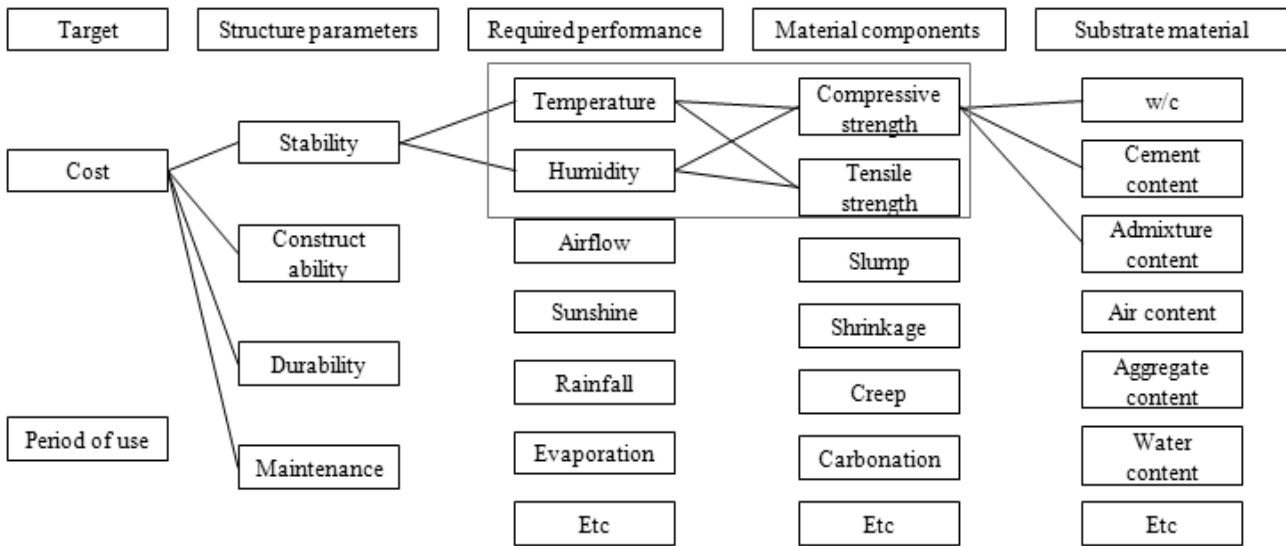 Target
Structure parameters
Required performance
Material components
Substrate material
Cost
Period of use
Stability
Construct
ability
Durability
Maintenance
Temperature
Humidity
Airflow
Sunshine
Rainfall
Evaporation
Etc
Compressive
strength
Tensile
strength
Slump
Shrinkage
Creep
Carbonation
Etc
w/c
Cement
content
Admixture
content
Air content
Aggregate
content
Water
content
Etc